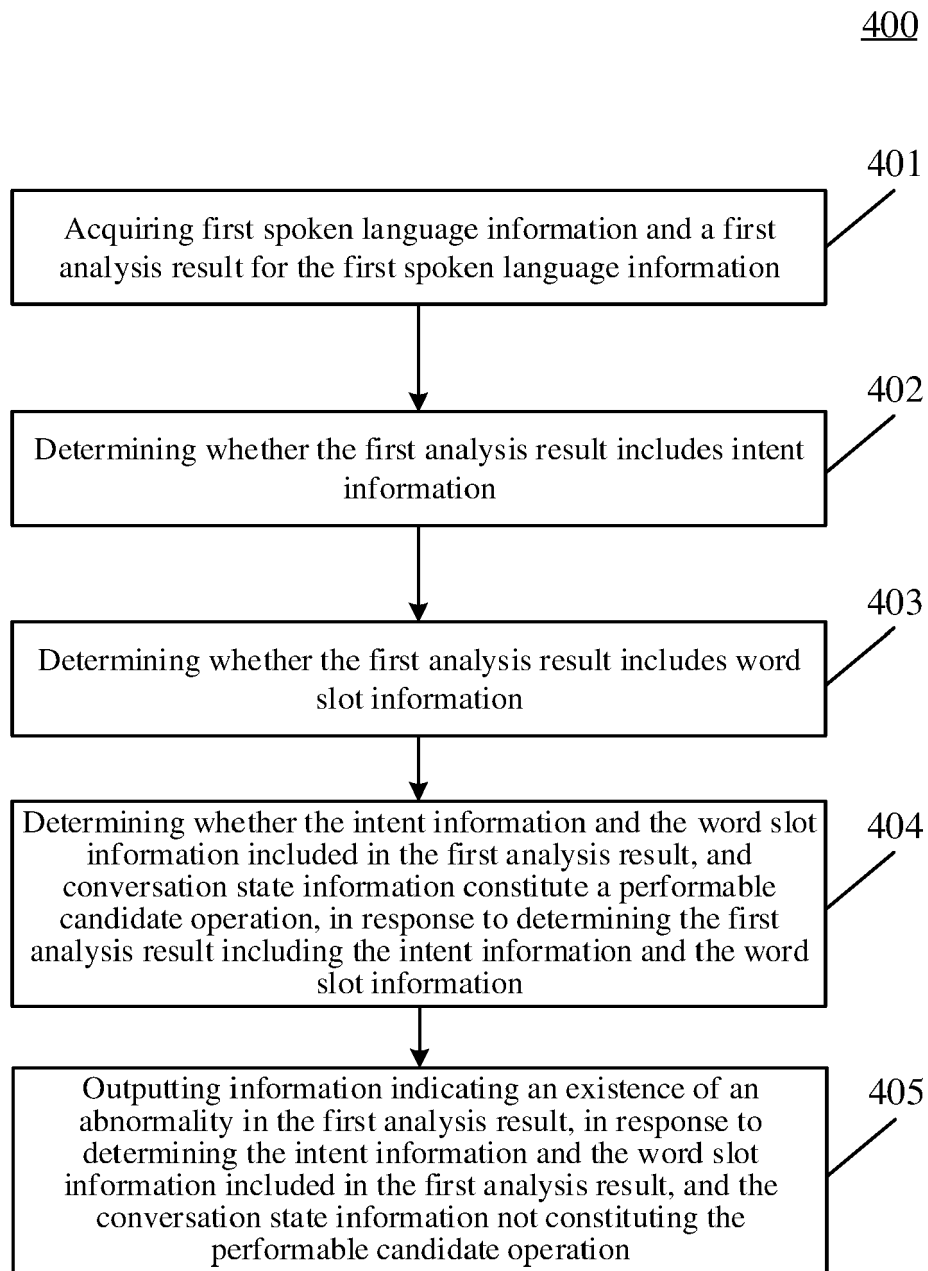 400
401
Acquiring first spoken language information and a first
analysis result for the first spoken language information
402
Determining whether the first analysis result includes intent
information
403
Determining whether the first analysis result includes word
slot information
404
Determining whether the intent information and the word slot
information included in the first analysis result, and
conversation state information constitute a performable
candidate operation, in response to determining the first
analysis result including the intent information and the word
slot information
405
Outputting information indicating an existence of an
abnormality in the first analysis result, in response to
determining the intent information and the word slot
information included in the first analysis result, and the
conversation state information not constituting the
performable candidate operation